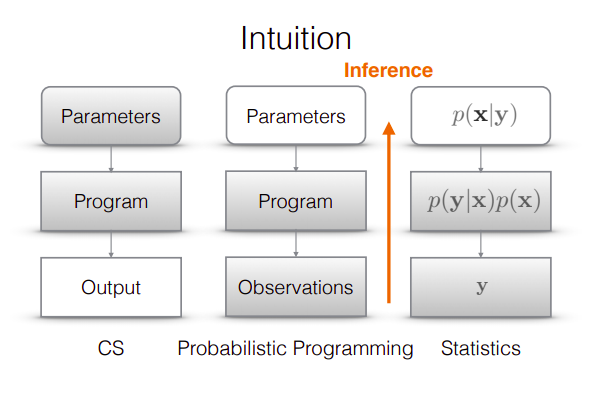 Intuition
Inference
Parameters
Program
Output
CS
Parameters
Program
Observations
Probabilistic Programming
p(x|y)
p(y|x)p(x)
y
Statistics